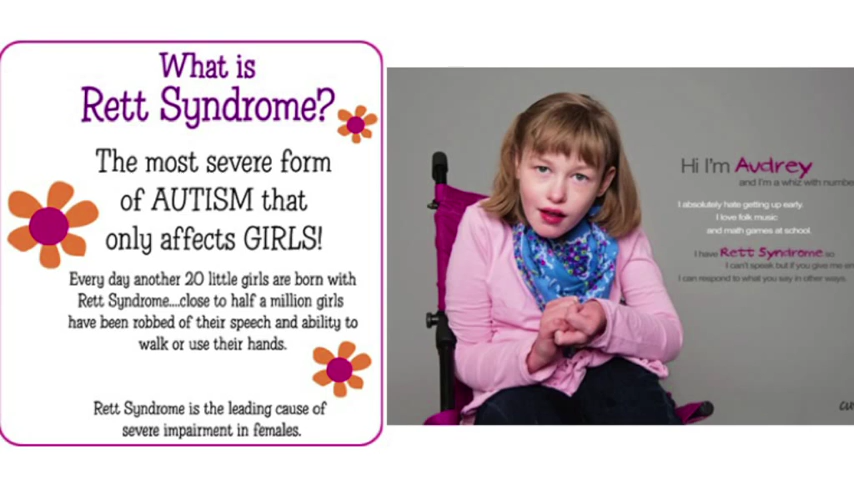 What is
Rett Syndrome?
The most severe form
of AUTISM that
only affects GIRLS!
Every day another 20 little girls are born with
Rett Syndrome....close to half a million girls
have been robbed of their speech and ability to
walk or use their hands.
Rett Syndrome is the leading cause of
severe impairment in females.
Hi I'm Audrey
and I'm a whiz with
I absolutely hate getting up early.
I love folk music
and math games at school.
I have Rett Syndrome so
I can't speak but if you give me
I can respond to what you say in other ways.